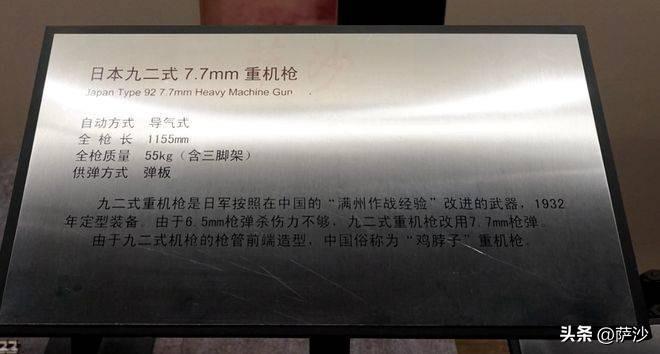 日本九二式 7.7mm 重机枪
Japan Type 92 7.7mm Heavy Machine Gun
自动方式 导气式
全枪长 1155mm
全枪质量 55kg（含三脚架）
供弹方式 弹板
九二式重机枪是日军按照在中国的“满州作战经验”改进的武器，1932
年定型装备。由于6.5mm枪弹杀伤力不够，九二式重机枪改用7.7mm枪弹。
由于九二式机枪的枪管前端造型，中国俗称为“鸡脖子”重机枪。
22
头条@萨沙